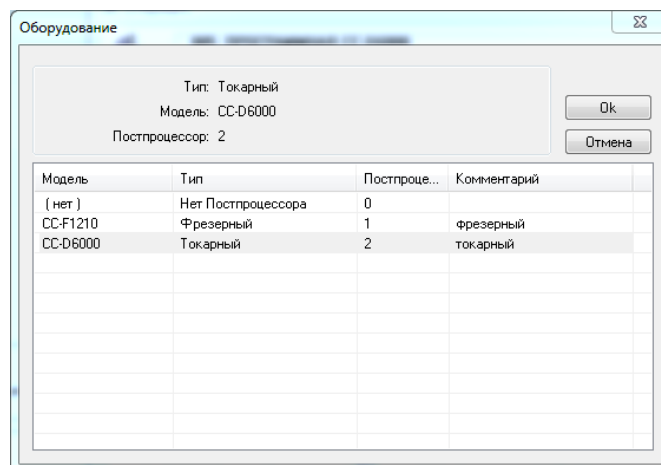 Оборудование
Тип: Токарный
Модель: CC-D6000
Постпроцессор: 2
Ok
Отмена
Модель Тип Постпроце... Комментарий
( нет ) Нет Постпроцессора 0
CC-F1210 Фрезерный 1 фрезерный
CC-D6000 Токарный 2 токарный